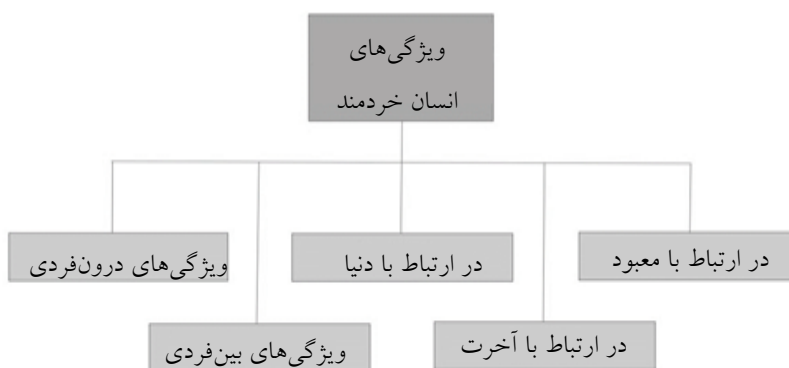 ویژگی‌های
انسان خردمند
در ارتباط با معبود
در ارتباط با آخرت
در ارتباط با دنیا
ویژگی‌های بین‌فردی
ویژگی‌های درون‌فردی